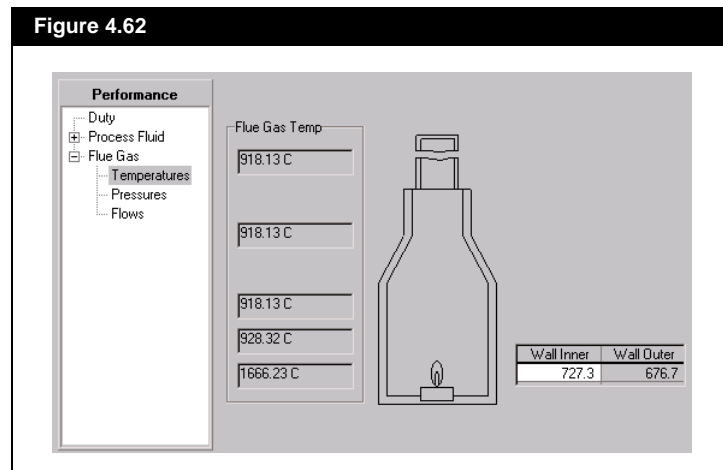 Figure 4.62
Performance
Duty
Process Fluid
Flue Gas
Temperatures
Pressures
Flows
Flue Gas Temp
918.13 C
918.13 C
918.13 C
928.32 C
1666.23 C
Wall Inner Wall Outer
727.3 676.7